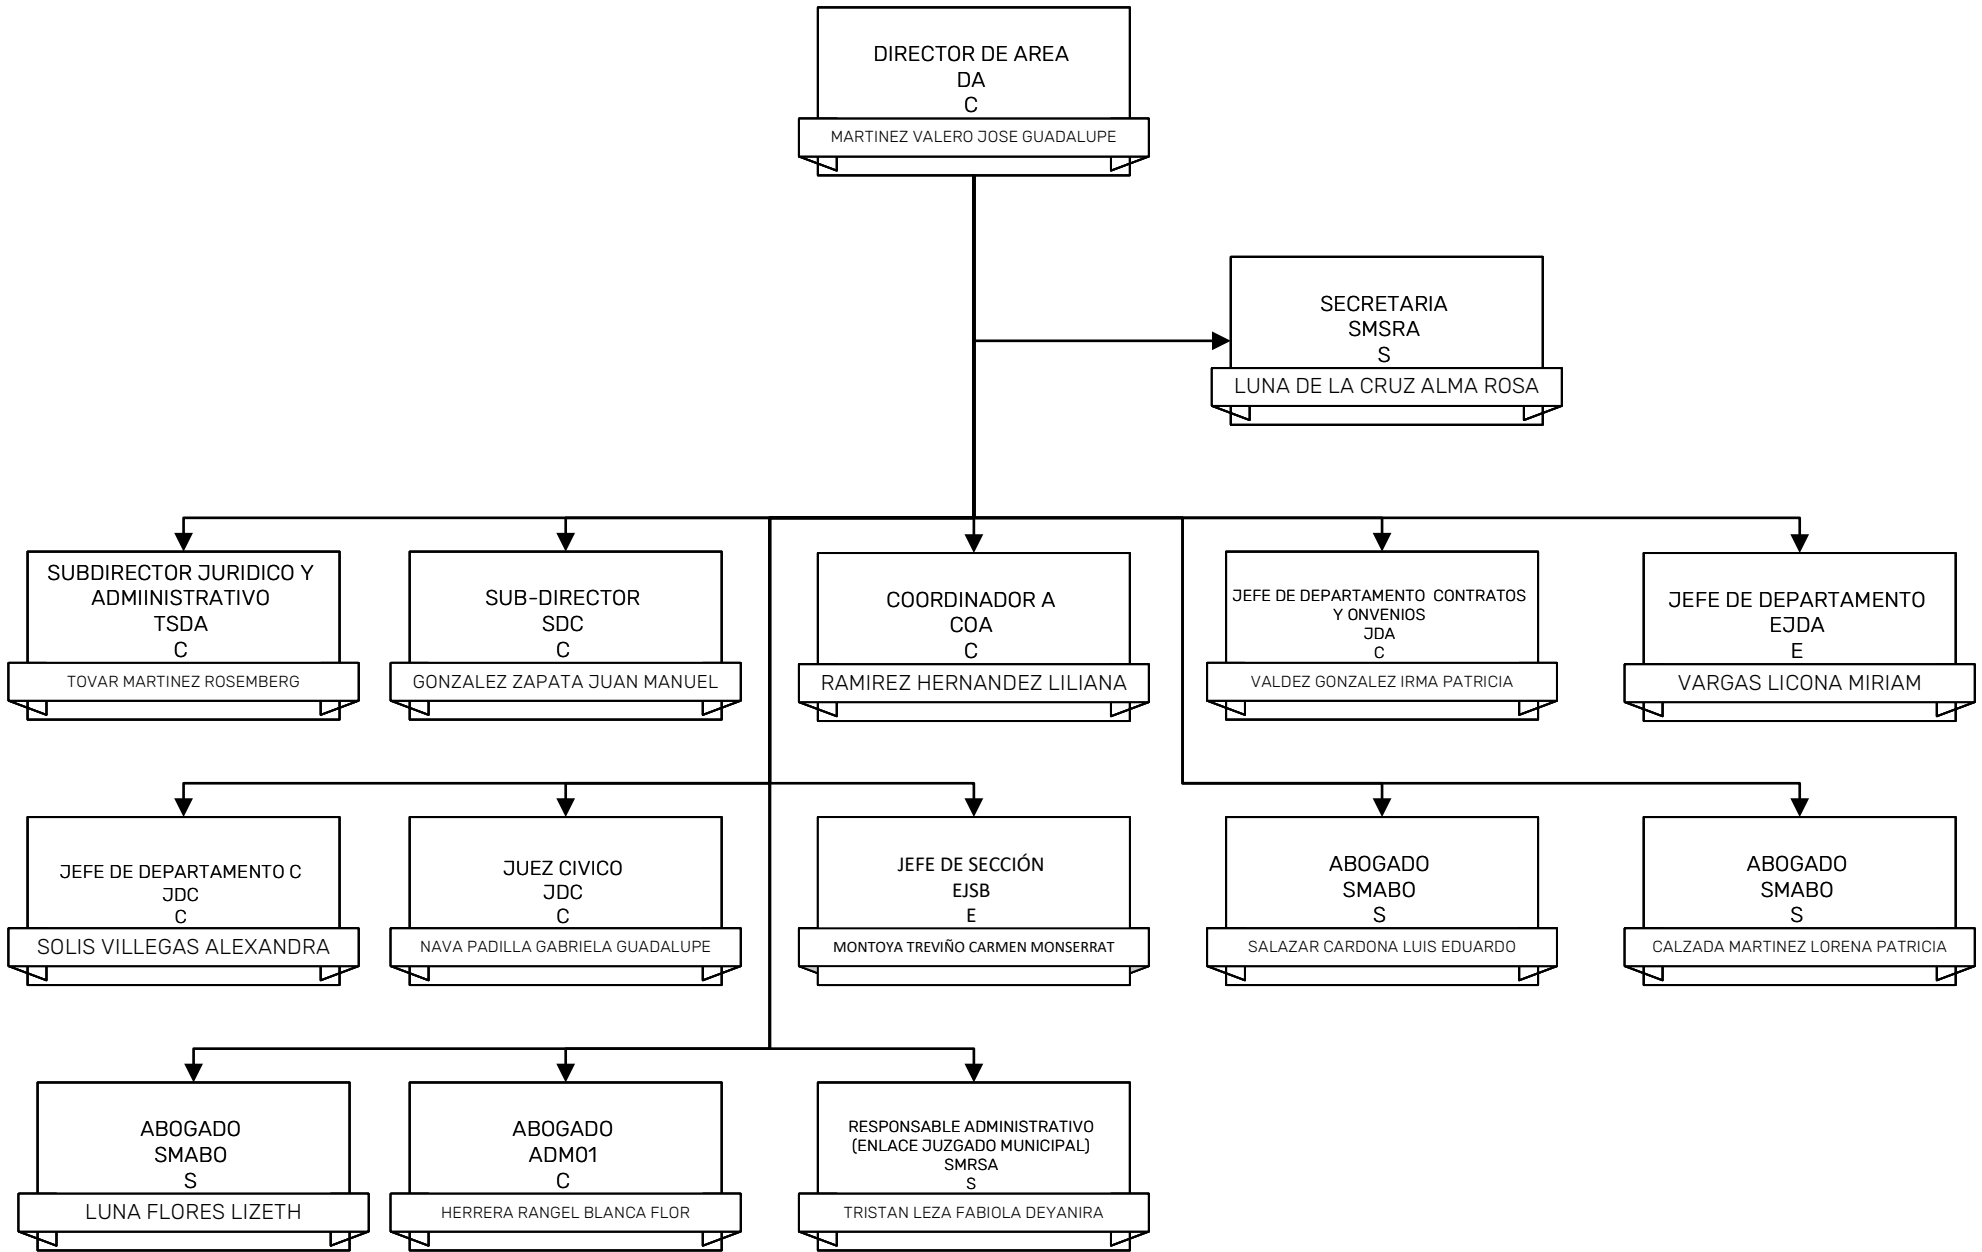 DIRECTOR DE AREA
DA
C
MARTINEZ VALERO JOSE GUADALUPE
SECRETARIA
SMSRA
S
LUNA DE LA CRUZ ALMA ROSA
SUBDIRECTOR JURIDICO Y
ADMIINISTRATIVO
TSDA
C
TOVAR MARTINEZ ROSEMBERG
SUB-DIRECTOR
SDC
C
GONZALEZ ZAPATA JUAN MANUEL
COORDINADOR A
COA
C
RAMIREZ HERNANDEZ LILIANA
JEFE DE DEPARTAMENTO CONTRATOS
Y ONVENIOS
JDA
C
VALDEZ GONZALEZ IRMA PATRICIA
JEFE DE DEPARTAMENTO
EJDA
E
VARGAS LICONA MIRIAM
JEFE DE DEPARTAMENTO C
JDC
C
SOLIS VILLEGAS ALEXANDRA
JUEZ CIVICO
JDC
C
NAVA PADILLA GABRIELA GUADALUPE
JEFE DE SECCIÓN
EJSB
E
MONTOYA TREVIÑO CARMEN MONSERRAT
ABOGADO
SMABO
S
SALAZAR CARDONA LUIS EDUARDO
ABOGADO
SMABO
S
CALZADA MARTINEZ LORENA PATRICIA
ABOGADO
SMABO
S
LUNA FLORES LIZETH
ABOGADO
ADM01
C
HERRERA RANGEL BLANCA FLOR
RESPONSABLE ADMINISTRATIVO
(ENLACE JUZGADO MUNICIPAL)
SMRSA
S
TRISTAN LEZA FABIOLA DEYANIRA